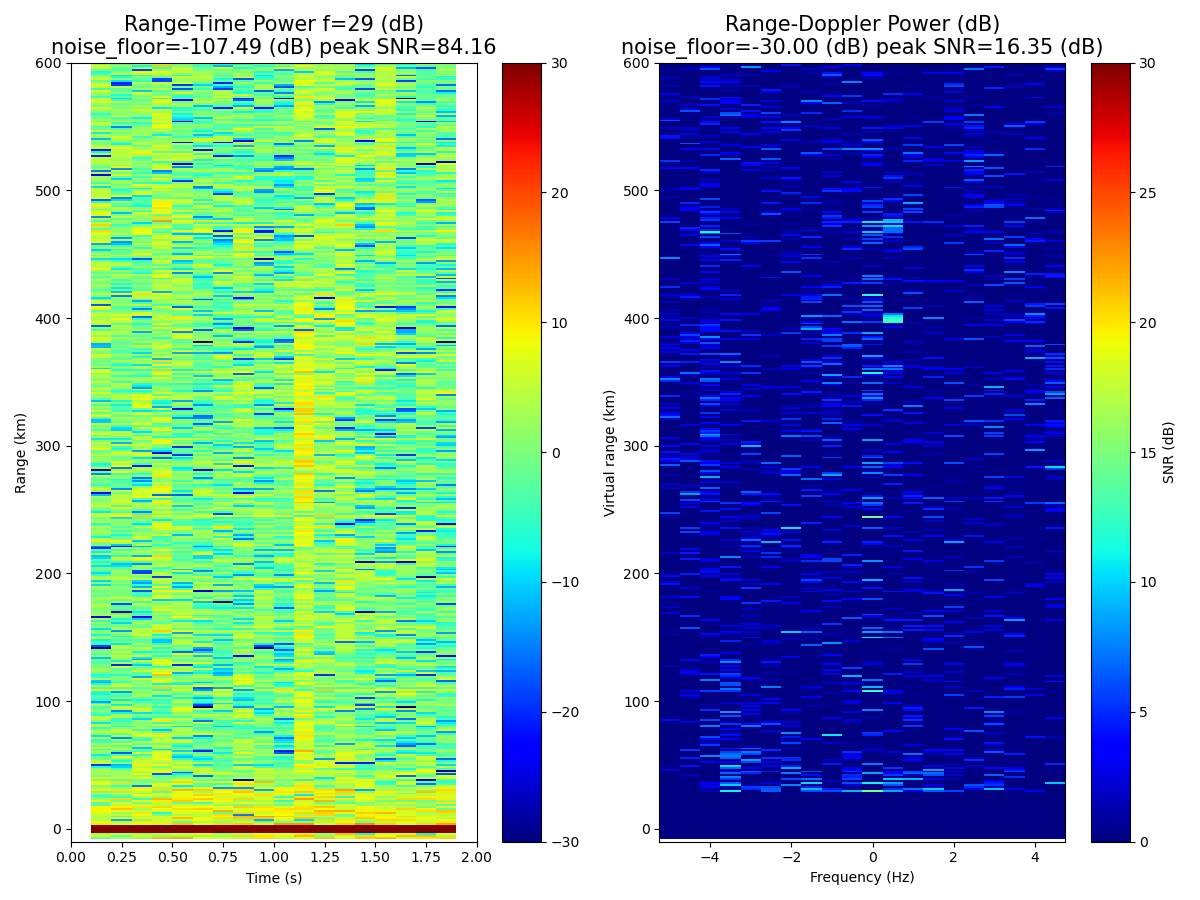 Range-Time Power f=29 (dB)
noise_floor=-107.49 (dB) peak SNR=84.16
Range-Doppler Power (dB)
noise_floor=-30.00 (dB) peak SNR=16.35 (dB)
600
500
400
300
200
100
0
Range (km)
0.00 0.25 0.50 0.75 1.00 1.25 1.50 1.75 2.00
Time (s)
30
20
10
0
−10
−20
−30
600
500
400
300
200
100
0
Virtual range (km)
−4 −2 0 2 4
Frequency (Hz)
30
25
20
15
10
5
0
SNR (dB)